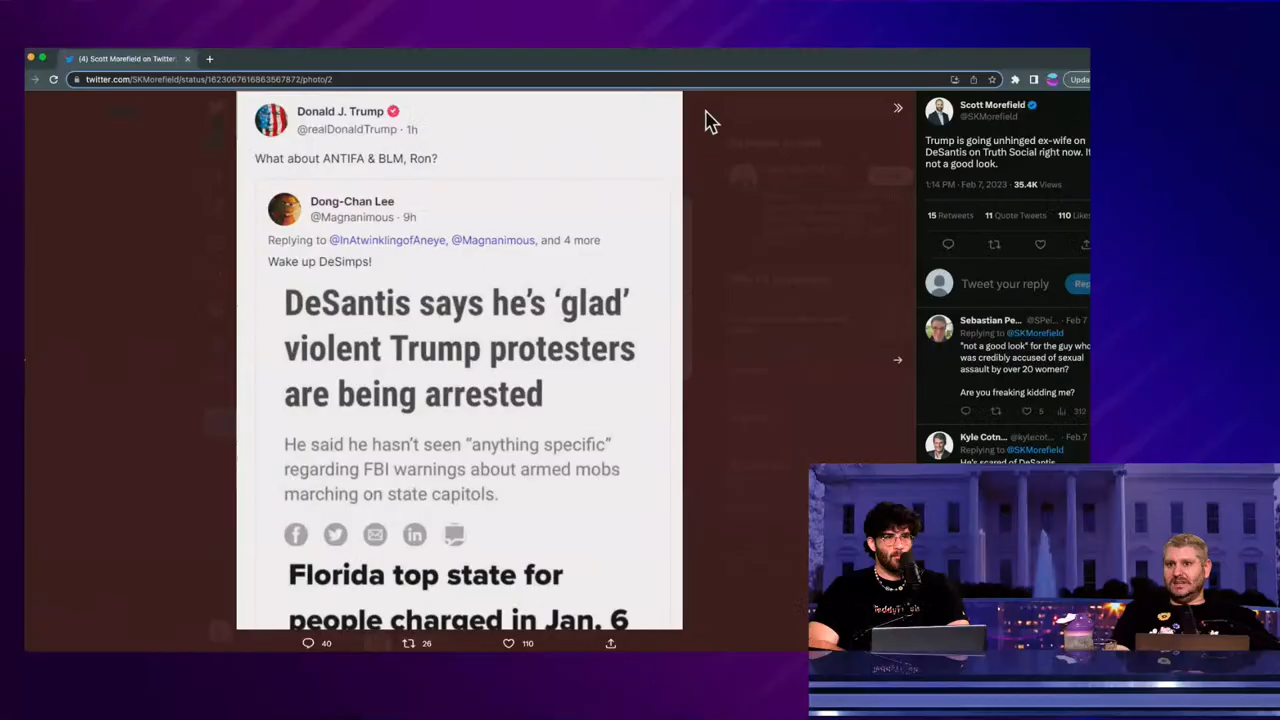 (4) Scott Morefield on Twitter:
twitter.com/SKMorefield/status/1623067616863567872/photo/2
Donald J. Trump
@realDonaldTrump · 1h
What about ANTIFA & BLM, Ron?
Dong-Chan Lee
@Magnanimous · 9h
Replying to @InAtwinklingofAneye, @Magnanimous, and 4 more
Wake up DeSimps!
DeSantis says he's 'glad'
violent Trump protesters
are being arrested
He said he hasn't seen "anything specific"
regarding FBI warnings about armed mobs
marching on state capitols.
Florida top state for
people charged in Jan. 6
40
26
110
Scott Morefield
@SKMorefield
Trump is going unhinged ex-wife on
DeSantis on Truth Social right now. It
not a good look.
1:14 PM · Feb 7, 2023 · 35.4K Views
15 Retweets 11 Quote Tweets 110 Likes
Tweet your reply
Rep
Sebastian Pe... @SPei... · Feb 7
Replying to @SKMorefield
"not a good look" for the guy who
was credibly accused of sexual
assault by over 20 women?
Are you freaking kidding me?
5
312
Kyle Cotn... @kylecot... · Feb 7
Replying to @SKMorefield
He's scared of DeSantis